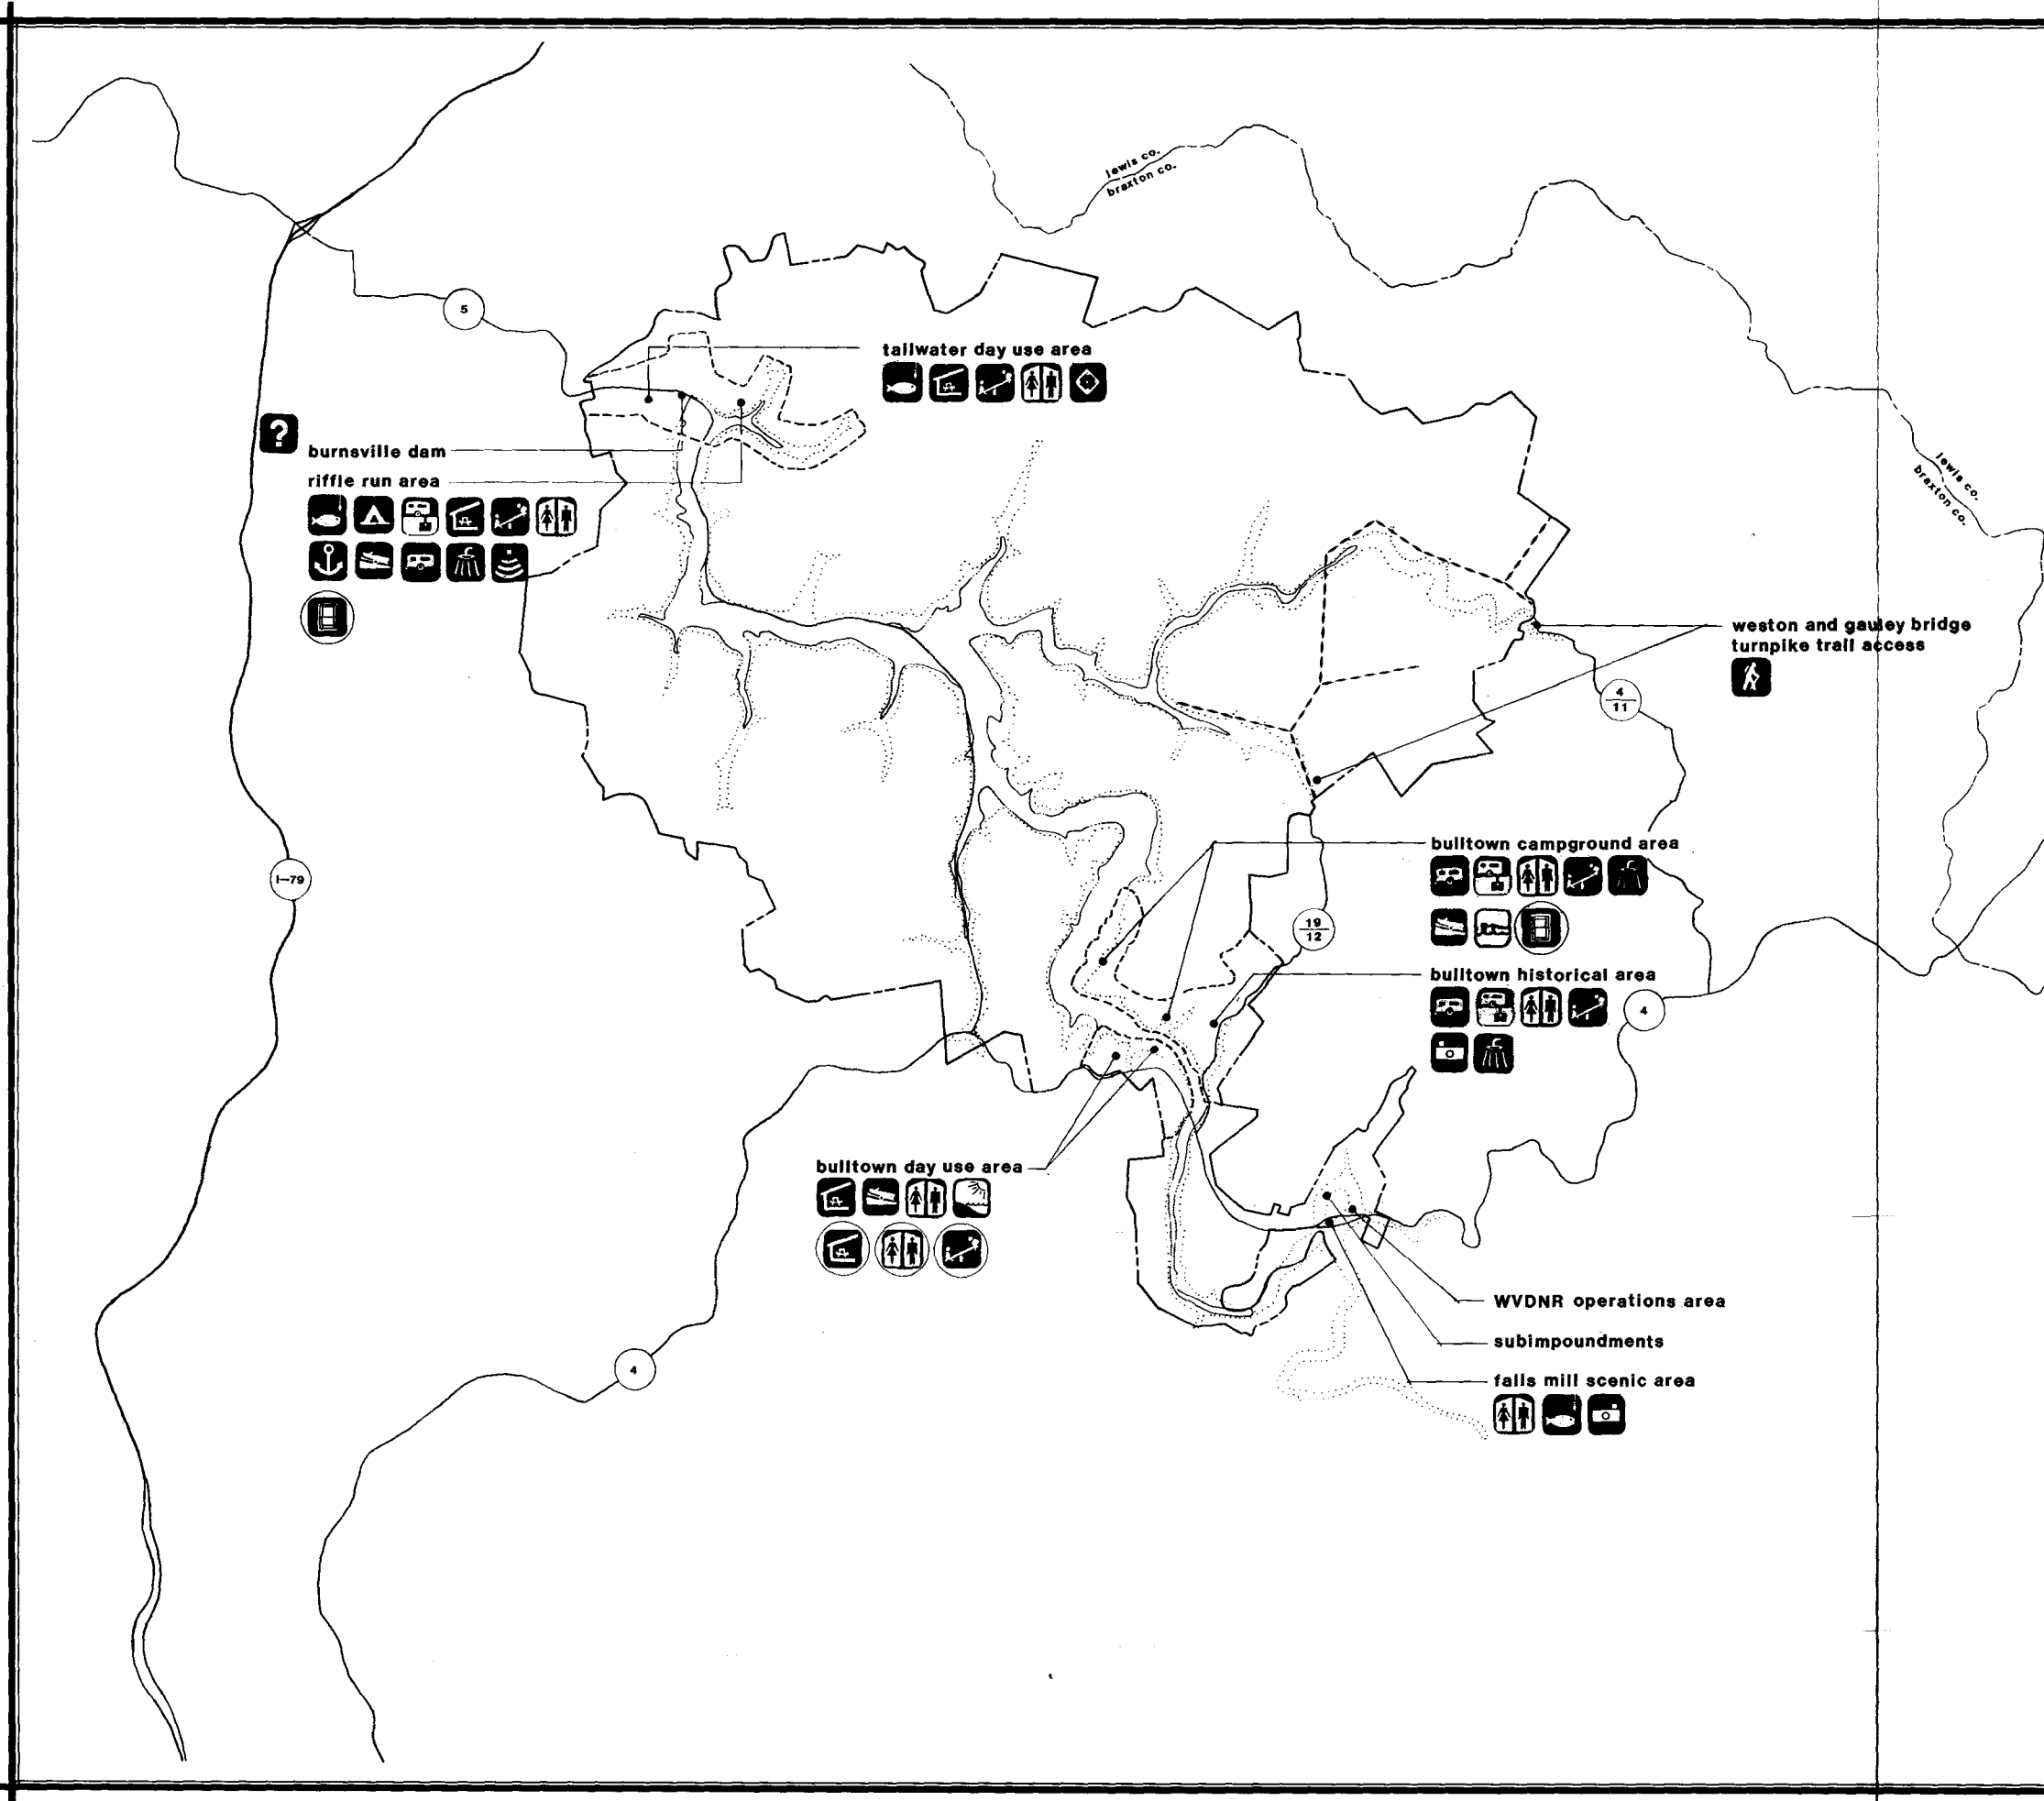 lewis co.
braxton co.
5
tailwater day use area
?
burnsville dam
riffle run area
lewis co.
braxton co.
weston and gauley bridge
turnpike trail access
4
11
bulltown campground area
I-79
19
12
bulltown historical area
4
bulltown day use area
WVDNR operations area
subimpoundments
4
falls mill scenic area